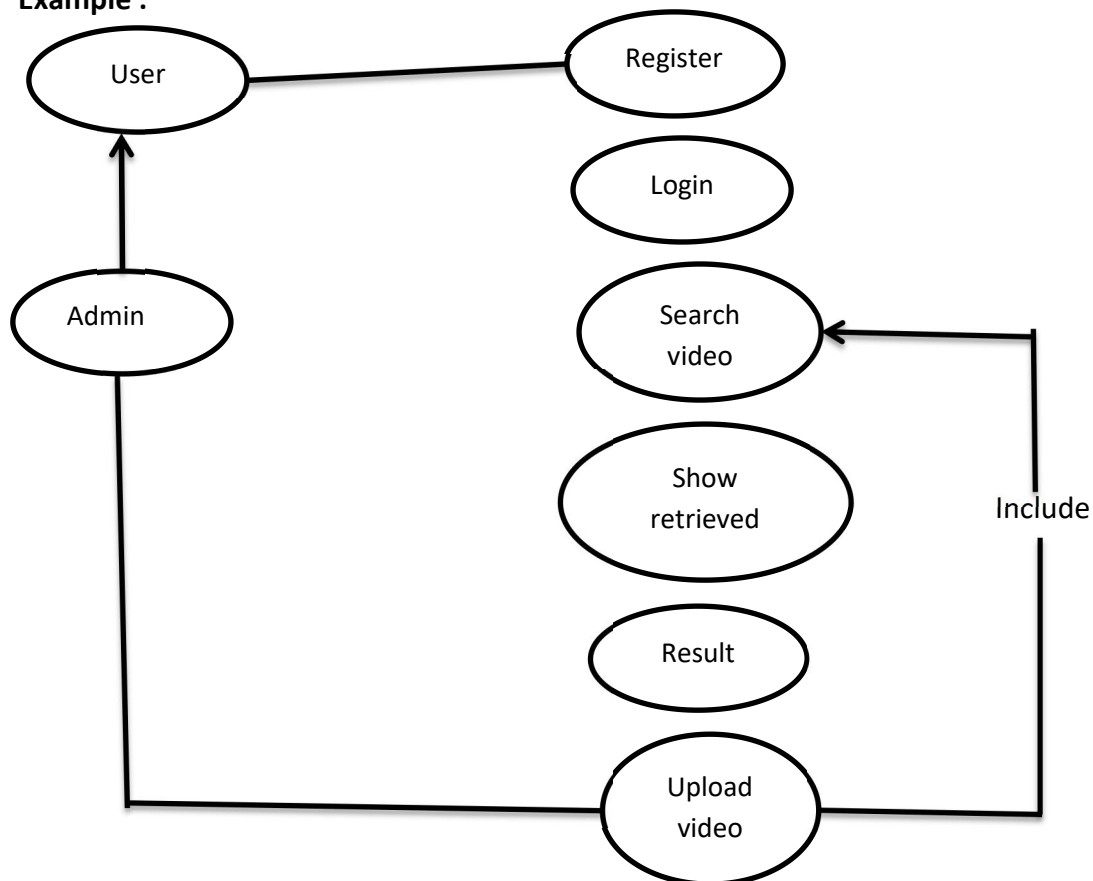 Example :
User
Register
Login
Admin
Search
video
Show
retrieved
Include
Result
Upload
video